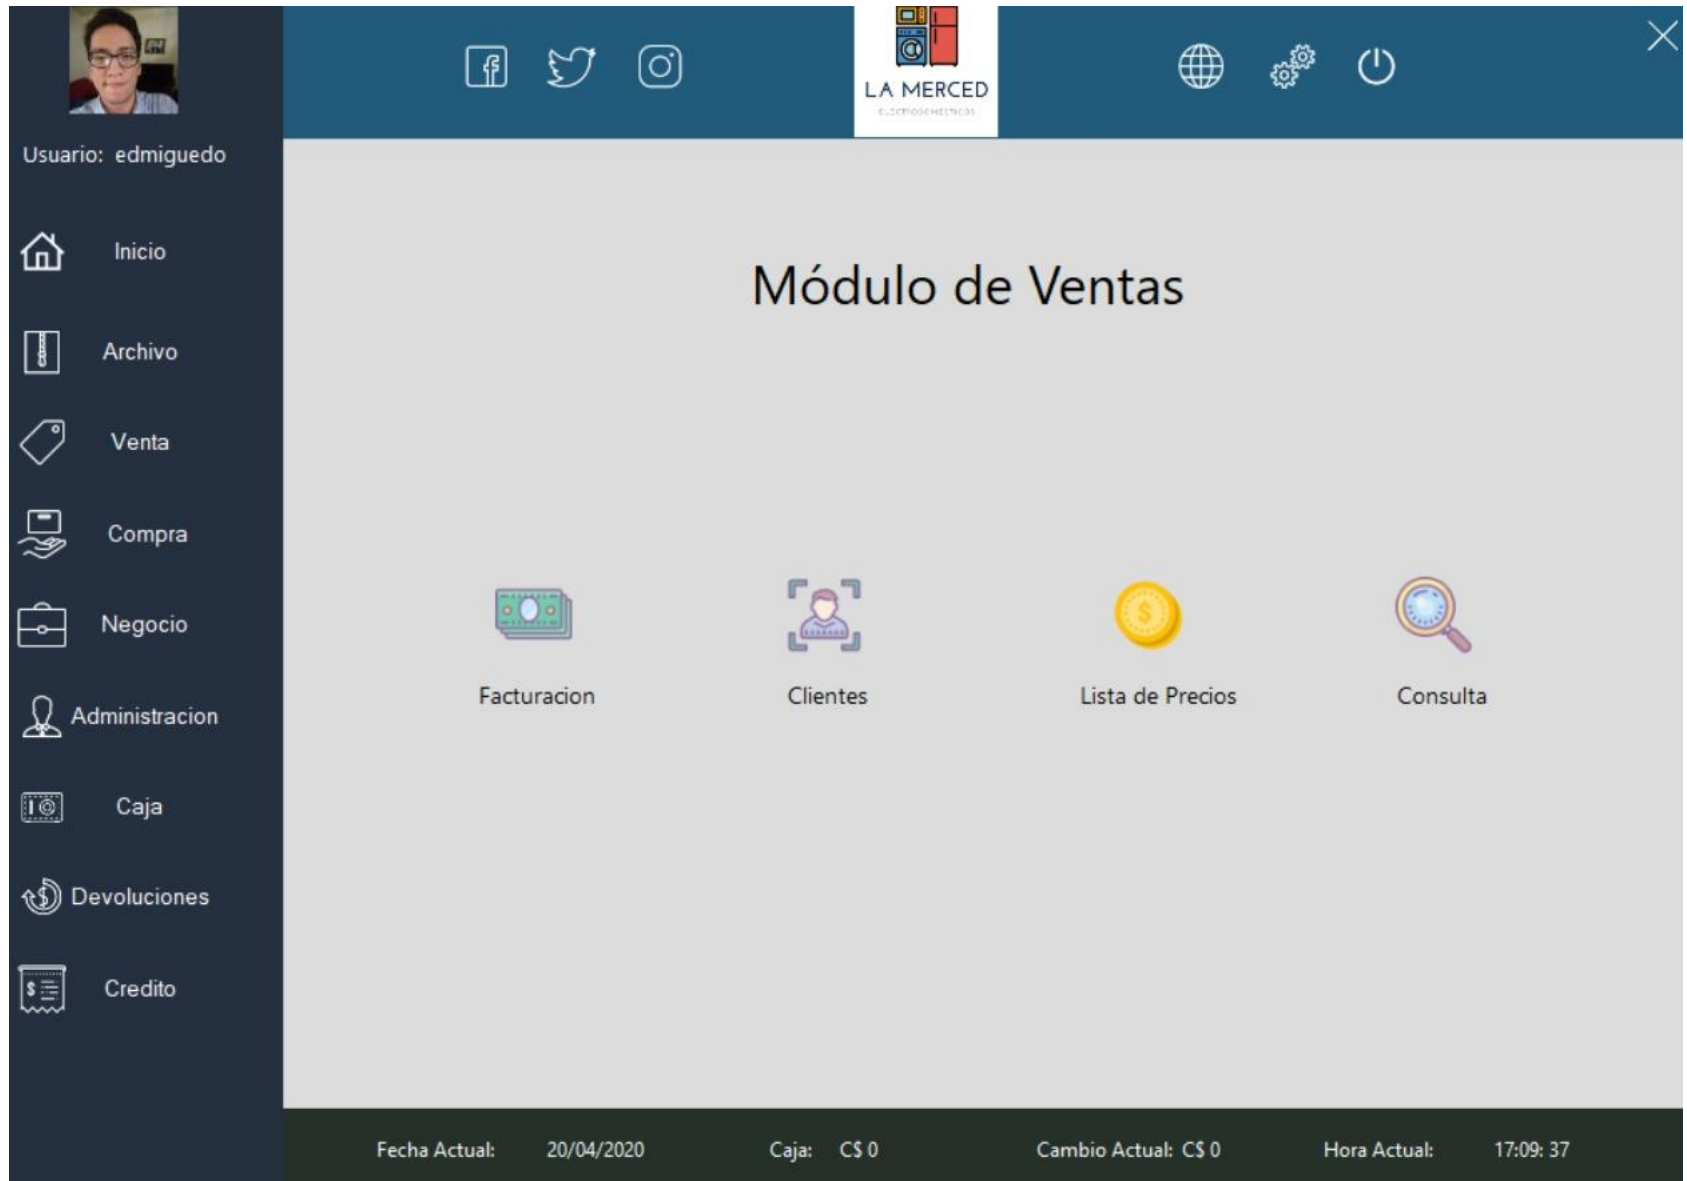 LA MERCED
ELECTRODOMESTICOS
Usuario: edmiguedo
Inicio
Archivo
Venta
Compra
Negocio
Administracion
Caja
Devoluciones
Credito
Módulo de Ventas
Facturacion
Clientes
Lista de Precios
Consulta
Fecha Actual: 20/04/2020 Caja: C$ 0 Cambio Actual: C$ 0 Hora Actual: 17:09: 37